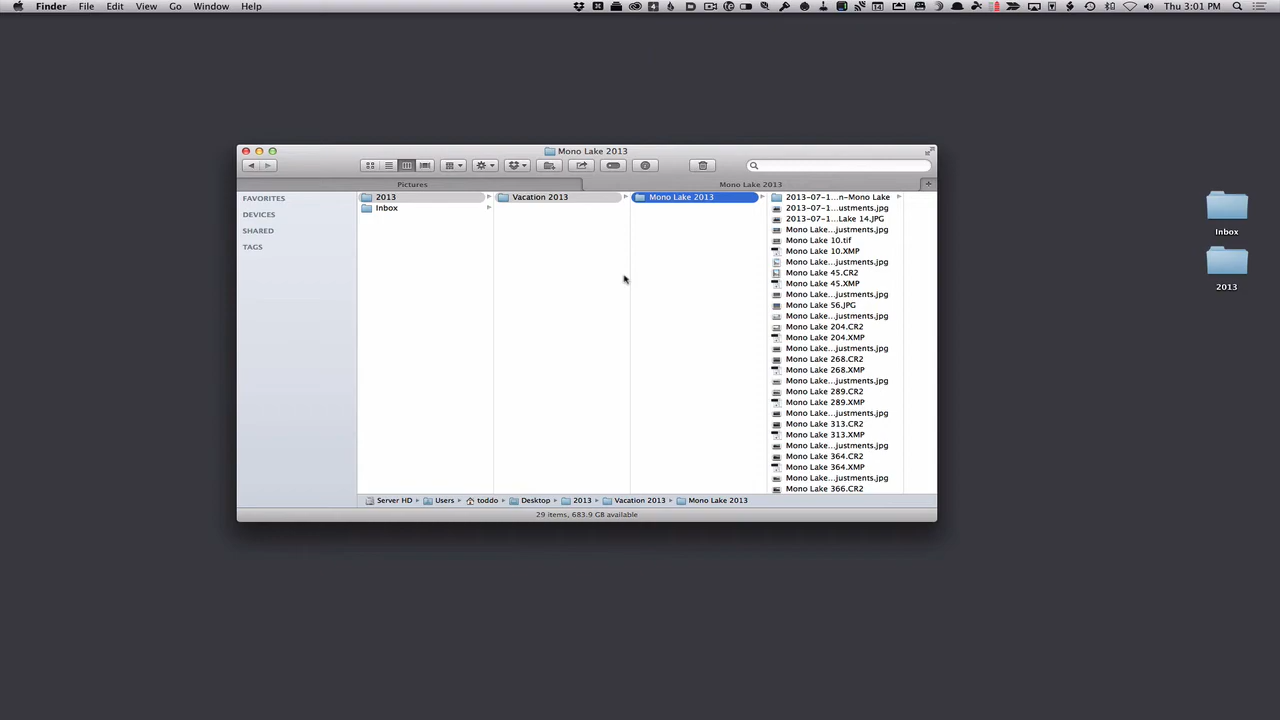 Finder File Edit View Go Window Help
4 14 Thu 3:01 PM
Mono Lake 2013
Pictures
Mono Lake 2013
FAVORITES
DEVICES
SHARED
TAGS
2013
Inbox
Vacation 2013
Mono Lake 2013
2013-07-1...n-Mono Lake
2013-07-1...ustments.jpg
2013-07-1...Lake 14.JPG
Mono Lake...justments.jpg
Mono Lake 10.tif
Mono Lake 10.XMP
Mono Lake...justments.jpg
Mono Lake 45.CR2
Mono Lake 45.XMP
Mono Lake...justments.jpg
Mono Lake 56.JPG
Mono Lake...justments.jpg
Mono Lake 204.CR2
Mono Lake 204.XMP
Mono Lake...justments.jpg
Mono Lake 268.CR2
Mono Lake 268.XMP
Mono Lake...justments.jpg
Mono Lake 289.CR2
Mono Lake 289.XMP
Mono Lake...justments.jpg
Mono Lake 313.CR2
Mono Lake 313.XMP
Mono Lake...justments.jpg
Mono Lake 364.CR2
Mono Lake 364.XMP
Mono Lake...justments.jpg
Mono Lake 366.CR2
Server HD Users toddo Desktop 2013 Vacation 2013 Mono Lake 2013
29 items, 683.9 GB available
Inbox
2013